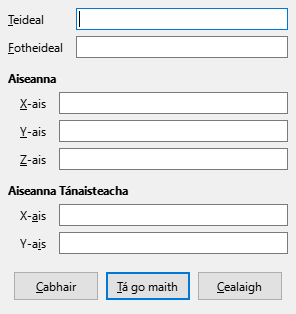 Teideal
Fotheideal
Aiseanna
X-ais
Y-ais
Z-ais
Aiseanna Tánaisteacha
X-ais
Y-ais
Cabhair Tá go maith Cealaigh